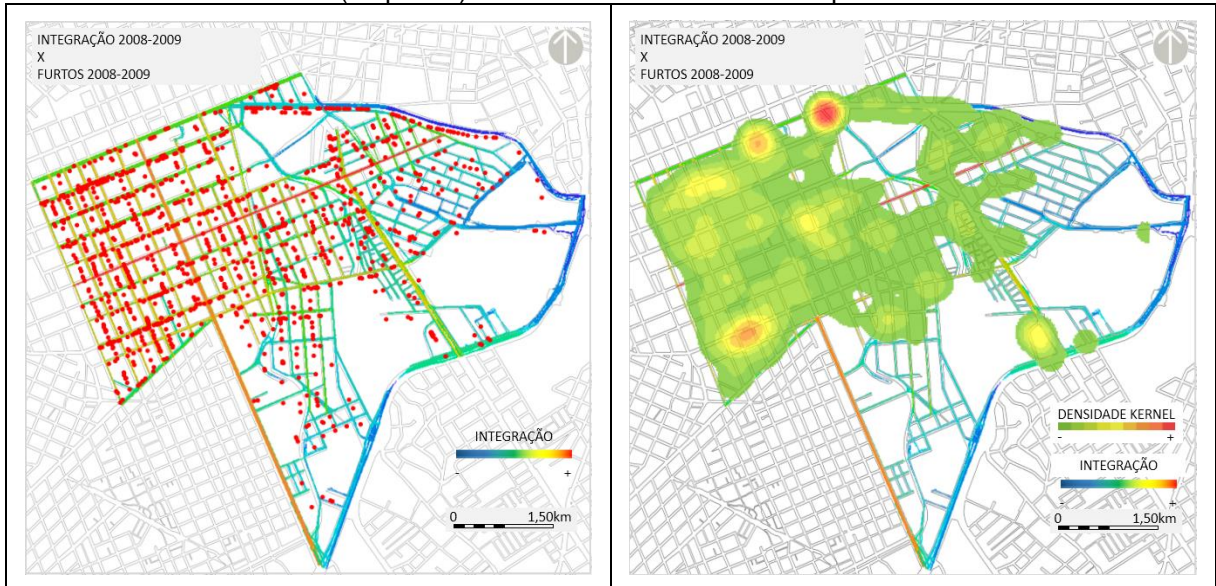 INTEGRAÇÃO 2008-2009
X
FURTOS 2008-2009
INTEGRAÇÃO
- +
0 1,50km
INTEGRAÇÃO 2008-2009
X
FURTOS 2008-2009
DENSIDADE KERNEL
- +
INTEGRAÇÃO
- +
0 1,50km